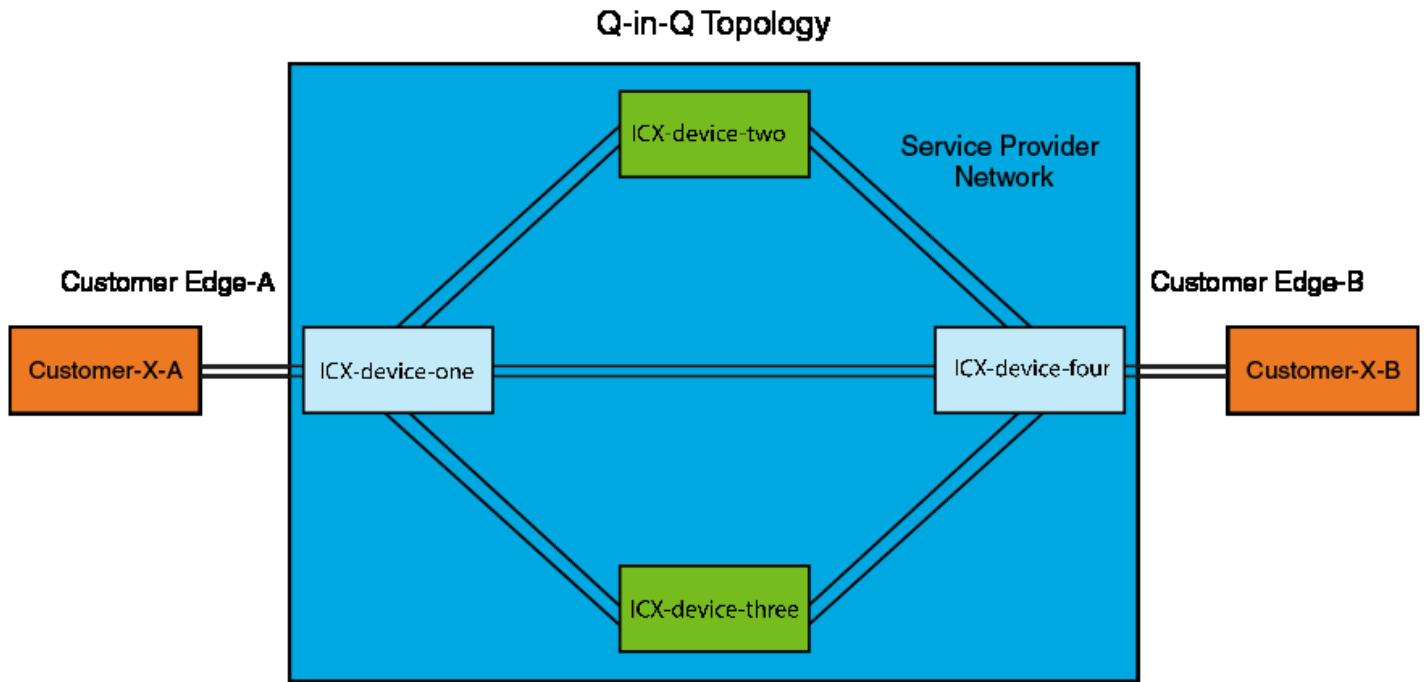 Q-in-Q Topology
ICX-device-two
Service Provider
Network
Customer Edge-A
Customer Edge-B
Customer-X-A
ICX-device-one
ICX-device-four
Customer-X-B
ICX-device-three